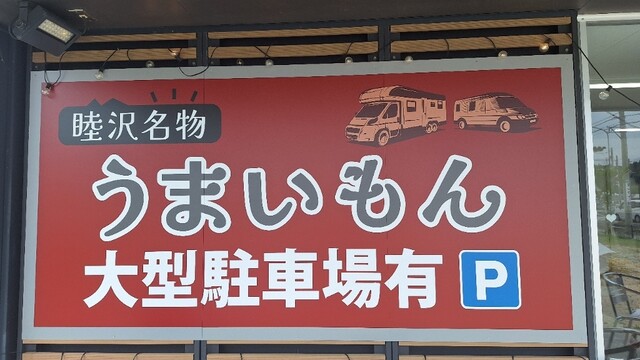 睦沢名物
うまいもん
大型駐車場有 P